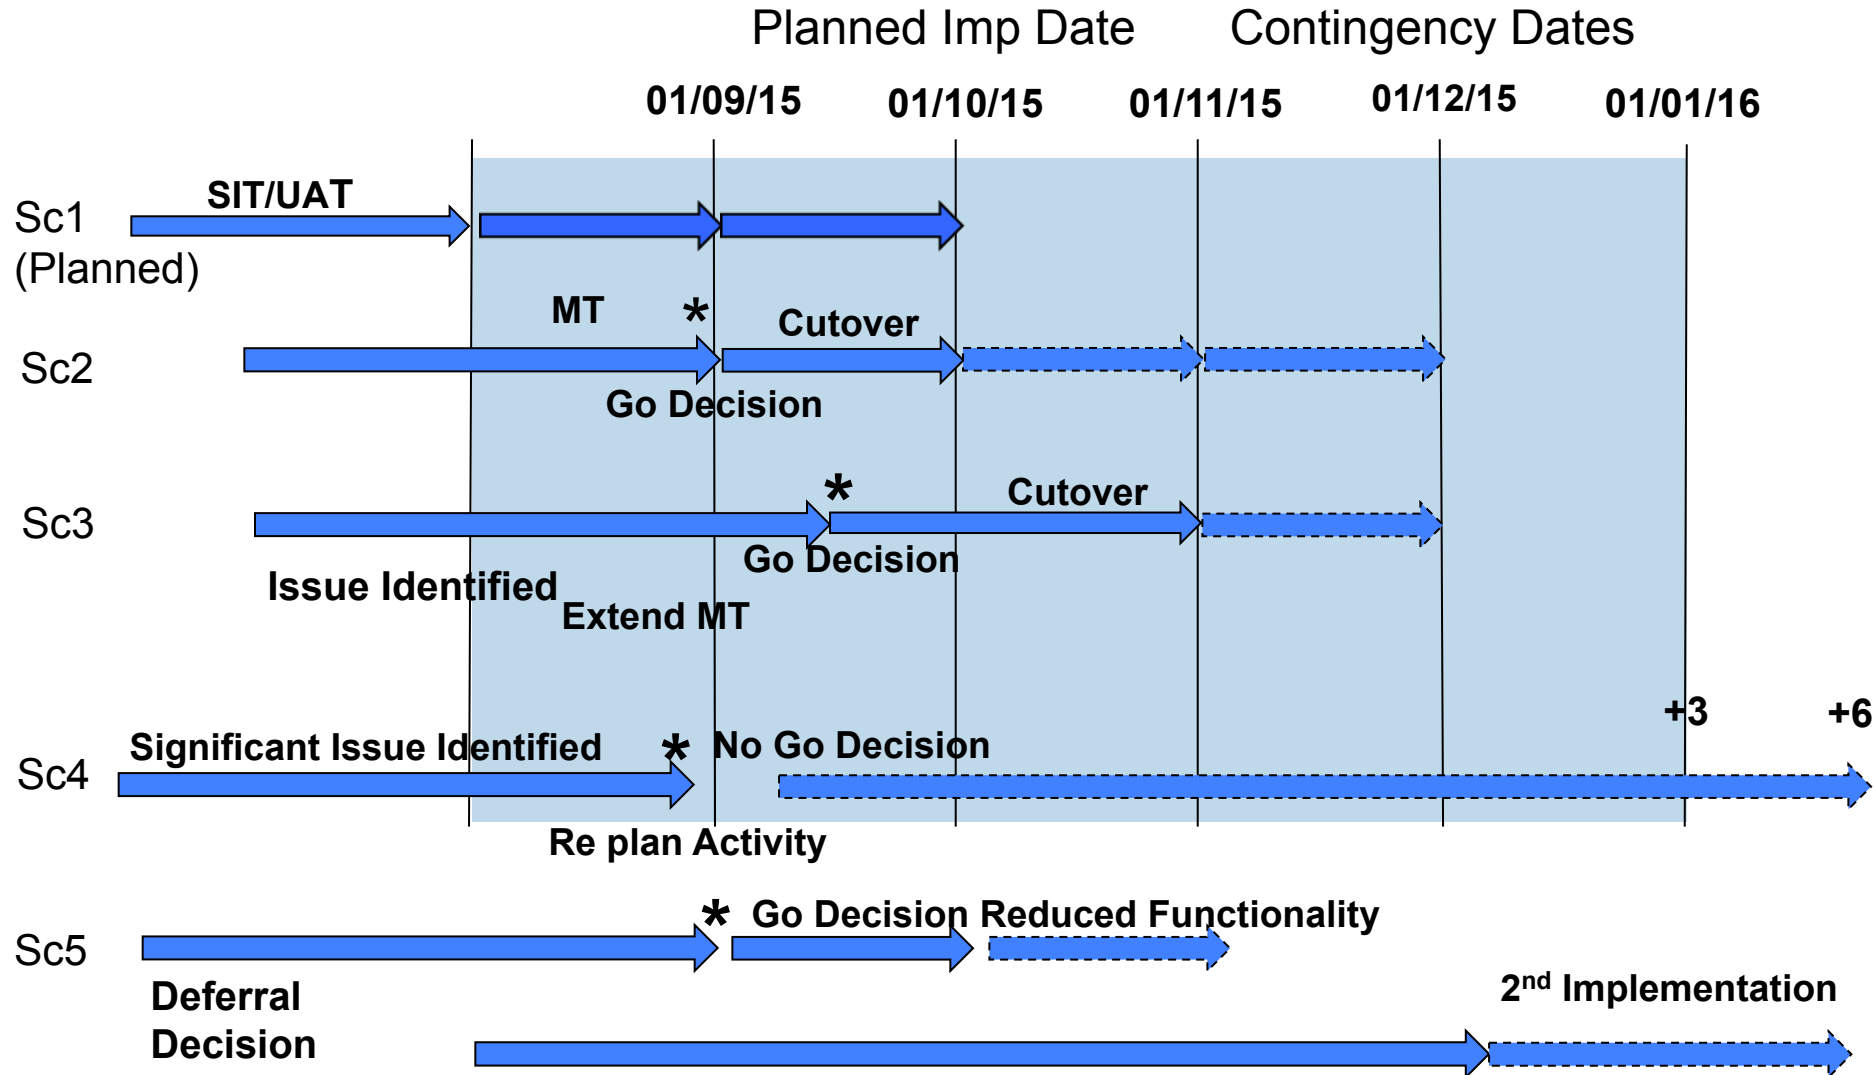 Planned Imp Date
Contingency Dates
01/09/15
01/10/15
01/11/15
01/12/15
01/01/16
SIT/UAT
Sc1
(Planned)
MT
*
Cutover
Sc2
Go Decision
*
Cutover
Sc3
Go Decision
Issue Identified
Extend MT
+3
+6
Significant Issue Identified
*
No Go Decision
Sc4
Re plan Activity
*
Go Decision Reduced Functionality
Sc5
Deferral
Decision
2nd Implementation